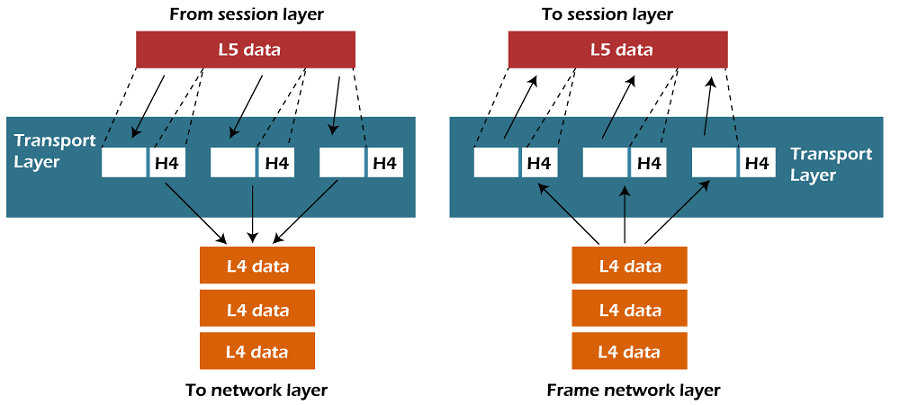 From session layer
L5 data
Transport
Layer
H4
H4
H4
L4 data
L4 data
L4 data
To network layer
To session layer
L5 data
H4
H4
H4
Transport
Layer
L4 data
L4 data
L4 data
Frame network layer